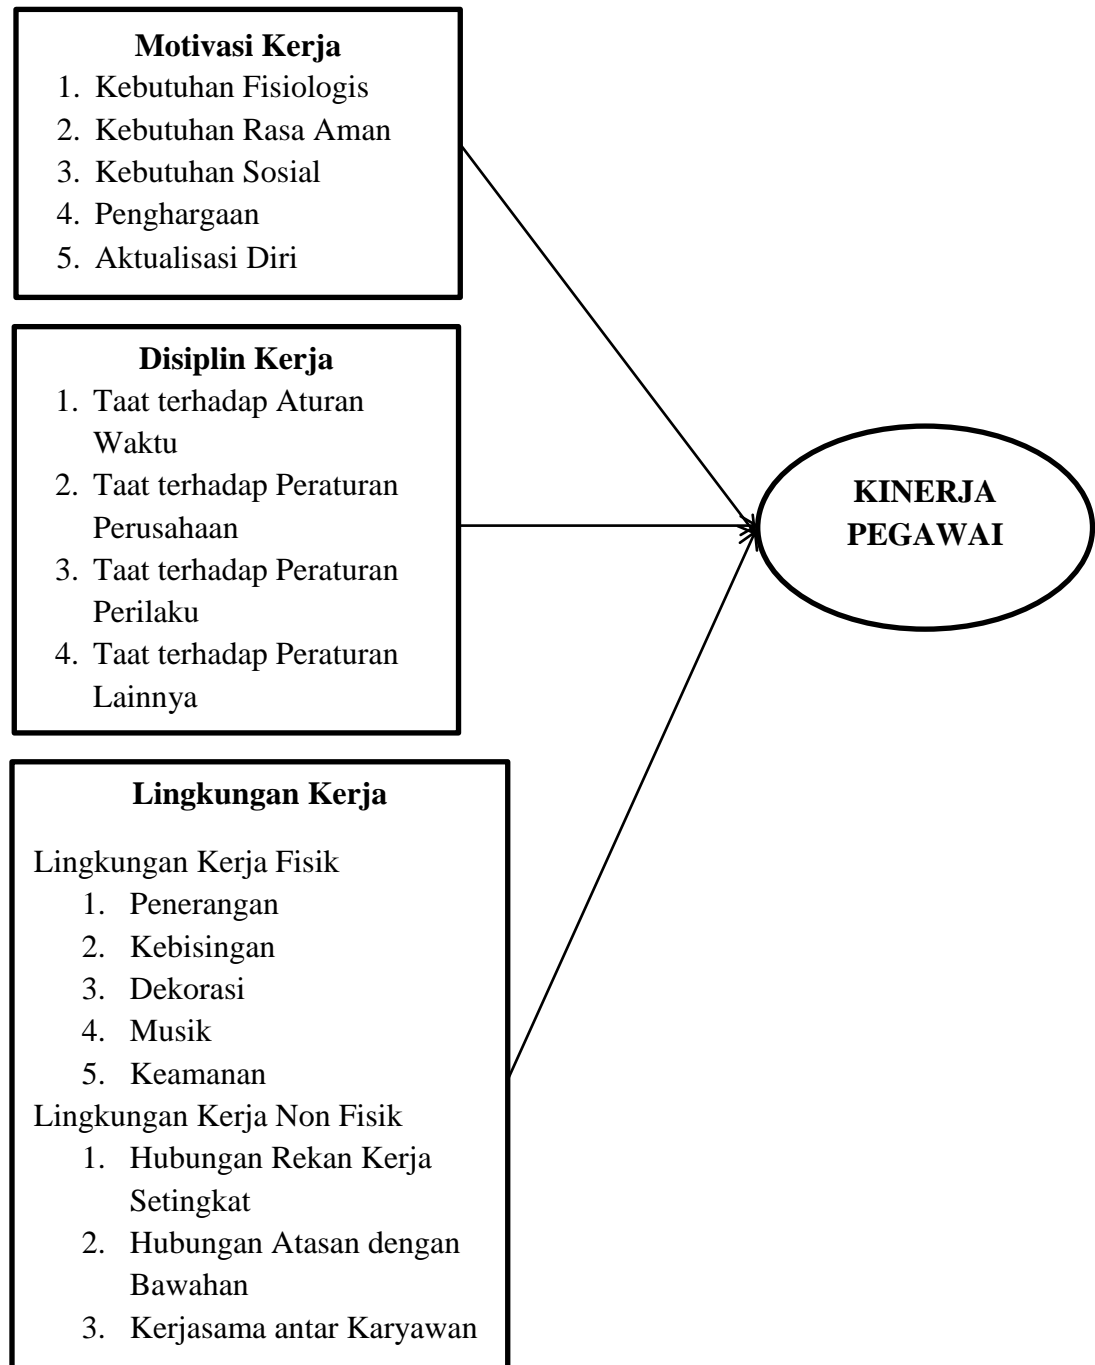 Motivasi Kerja
1. Kebutuhan Fisiologis
2. Kebutuhan Rasa Aman
3. Kebutuhan Sosial
4. Penghargaan
5. Aktualisasi Diri
Disiplin Kerja
1. Taat terhadap Aturan
Waktu
2. Taat terhadap Peraturan
Perusahaan
3. Taat terhadap Peraturan
Perilaku
4. Taat terhadap Peraturan
Lainnya
KINERJA
PEGAWAI
Lingkungan Kerja
Lingkungan Kerja Fisik
1. Penerangan
2. Kebisingan
3. Dekorasi
4. Musik
5. Keamanan
Lingkungan Kerja Non Fisik
1. Hubungan Rekan Kerja
Setingkat
2. Hubungan Atasan dengan
Bawahan
3. Kerjasama antar Karyawan